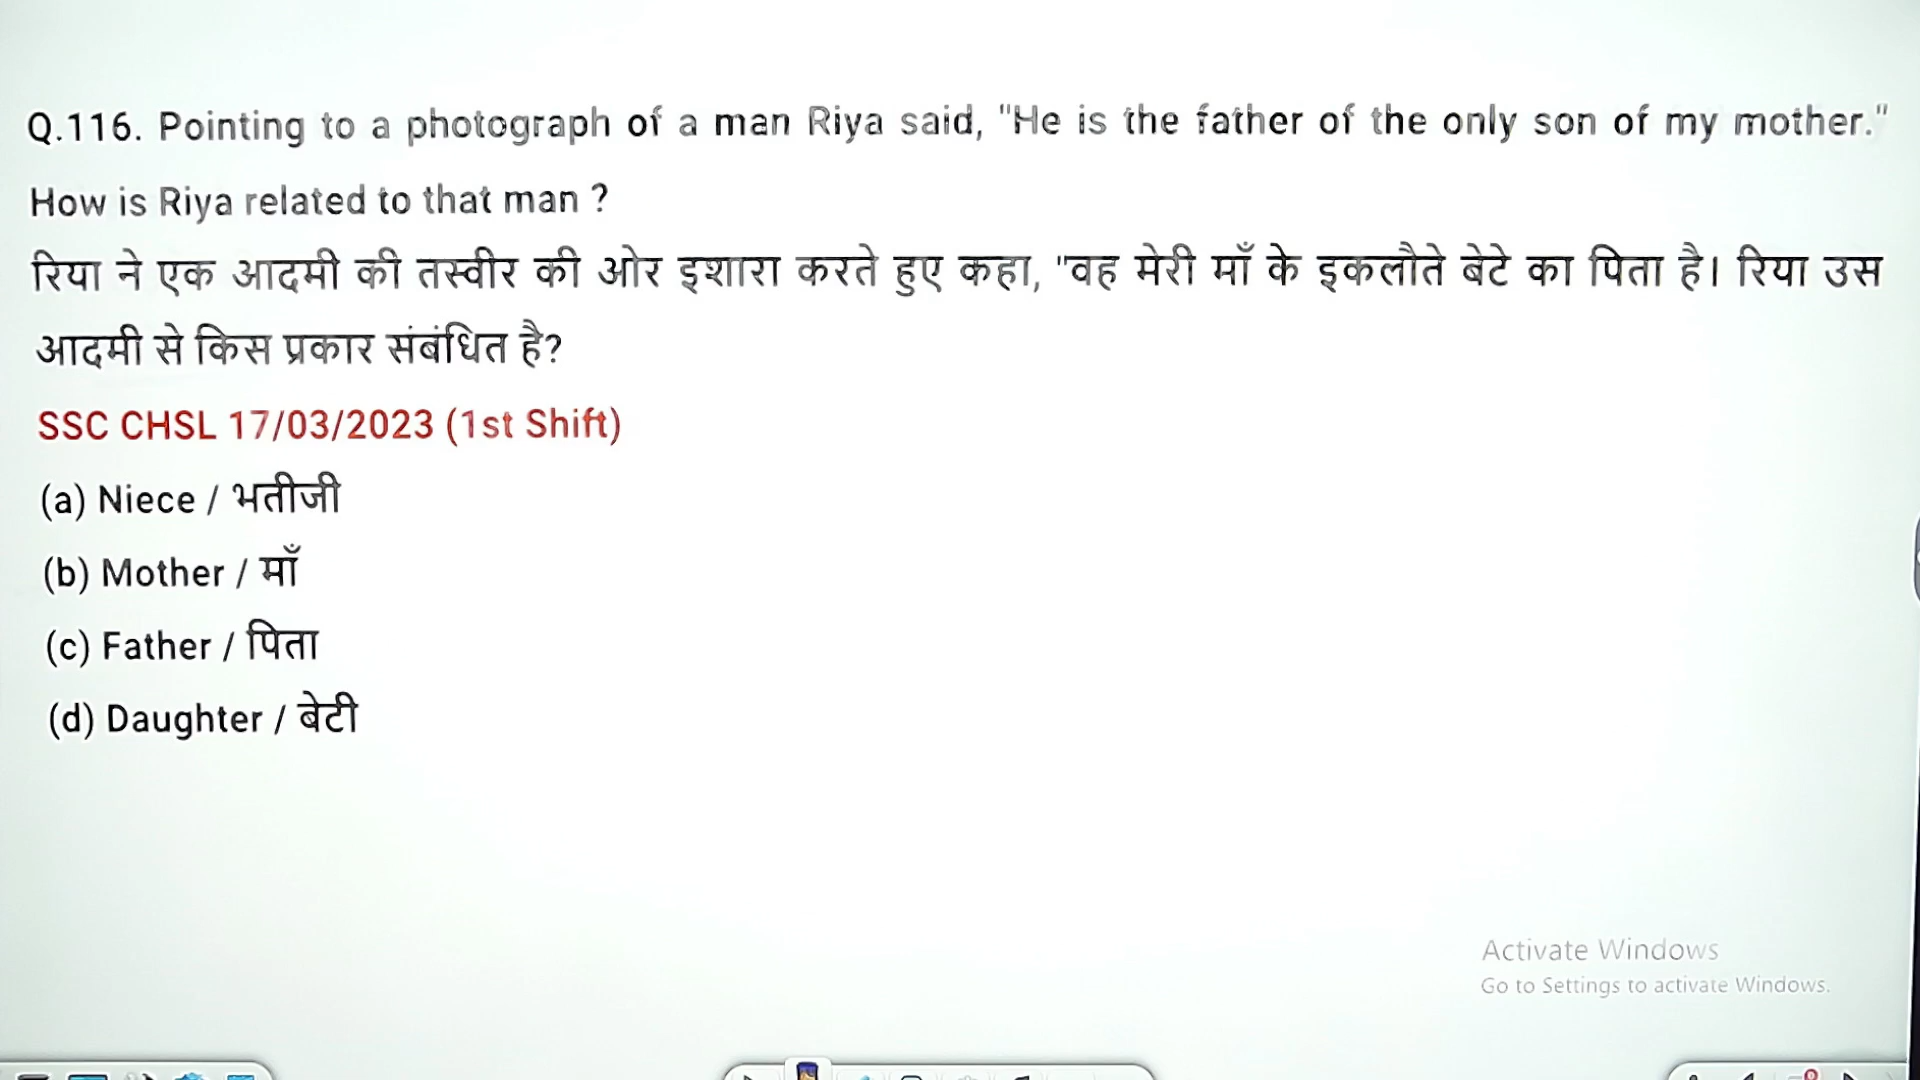 Q.116. Pointing to a photograph of a man Riya said, "He is the father of the only son of my mother."
How is Riya related to that man ?
रिया ने एक आदमी की तस्वीर की ओर इशारा करते हुए कहा, "वह मेरी माँ के इकलौते बेटे का पिता है। रिया उस
आदमी से किस प्रकार संबंधित है?
SSC CHSL 17/03/2023 (1st Shift)
(a) Niece / भतीजी
(b) Mother / माँ
(c) Father / पिता
(d) Daughter / बेटी
Activate Windows
Go to Settings to activate Windows.